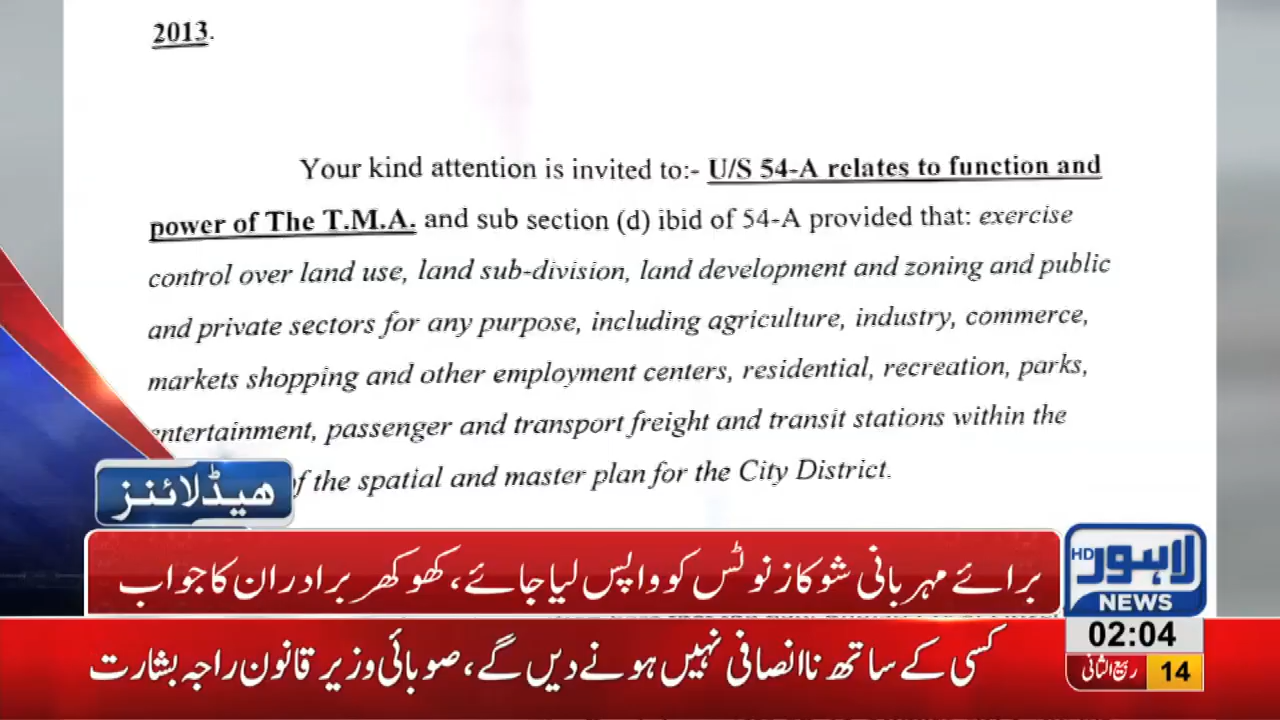 2013.
Your kind attention is invited to:- U/S 54-A relates to function and
power of The T.M.A. and sub section (d) ibid of 54-A provided that: exercise
control over land use, land sub-division, land development and zoning and public
and private sectors for any purpose, including agriculture, industry, commerce,
markets shopping and other employment centers, residential, recreation, parks,
entertainment, passenger and transport freight and transit stations within the
of the spatial and master plan for the City District.
ہیڈلائنز
برائے مہربانی شوکاز نوٹس کو واپس لیا جائے، کھوکھر برادران کا جواب
HD لاہور
NEWS
02:04
14 ربیع الثانی
کسی کے ساتھ ناانصافی نہیں ہونے دیں گے، صوبائی وزیر قانون راجہ بشارت